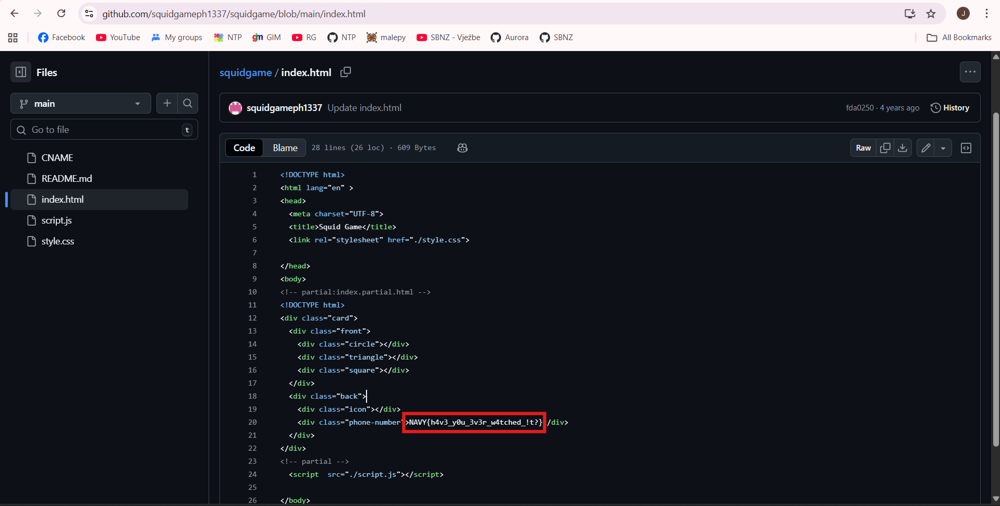 github.com/squidgameph1337/squidgame/blob/main/index.html
J
Facebook YouTube My groups NTP gm GIM RG NTP malepy SBNZ - Vježbe Aurora SBNZ All Bookmarks
Files
main
Go to file t
CNAME
README.md
index.html
script.js
style.css
squidgame / index.html
squidgameph1337 Update index.html fda0250 · 4 years ago History
Code Blame 28 lines (26 loc) · 609 Bytes Raw
1 <!DOCTYPE html>
2 <html lang="en" >
3 <head>
4 <meta charset="UTF-8">
5 <title>Squid Game</title>
6 <link rel="stylesheet" href="./style.css">
7
8 </head>
9 <body>
10 <!-- partial:index.partial.html -->
11 <!DOCTYPE html>
12 <div class="card">
13 <div class="front">
14 <div class="circle"></div>
15 <div class="triangle"></div>
16 <div class="square"></div>
17 </div>
18 <div class="back">
19 <div class="icon"></div>
20 <div class="phone-number">NAVY{h4v3_y0u_3v3r_w4tched_!t?}</div>
21 </div>
22 </div>
23 <!-- partial -->
24 <script src="./script.js"></script>
25
26 </body>